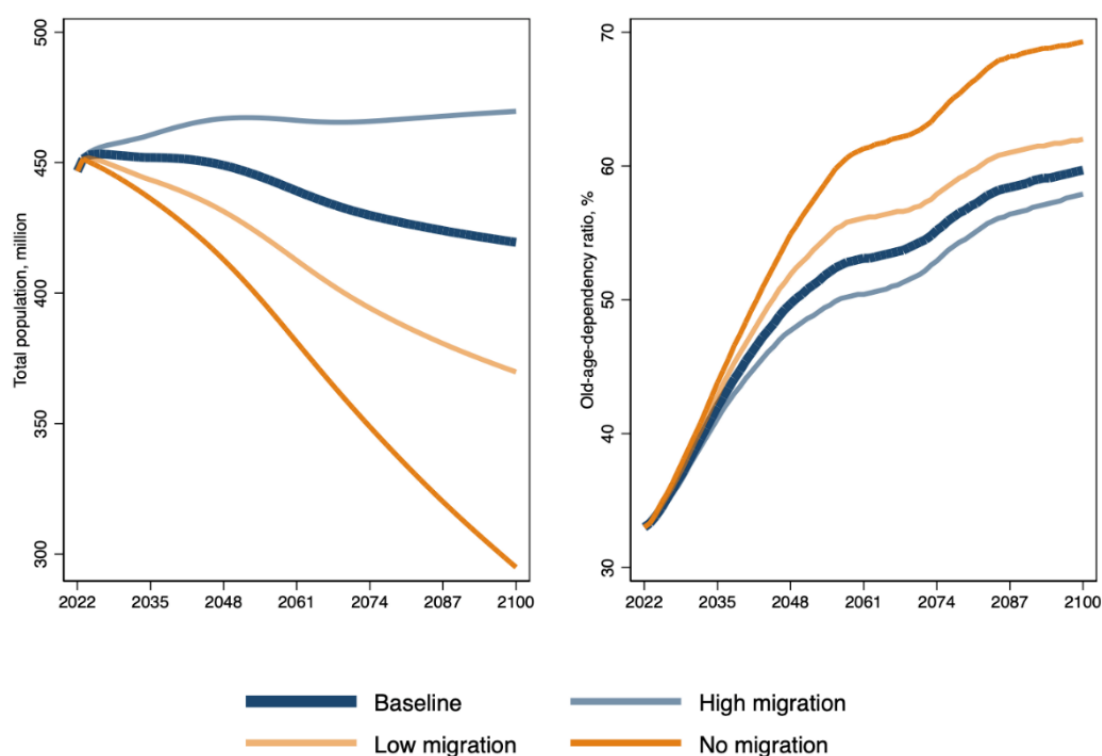 Total population, million
500
450
400
350
300
2022 2035 2048 2061 2074 2087 2100
Old-age-dependency ratio, %
70
60
50
40
30
2022 2035 2048 2061 2074 2087 2100
Baseline High migration
Low migration No migration